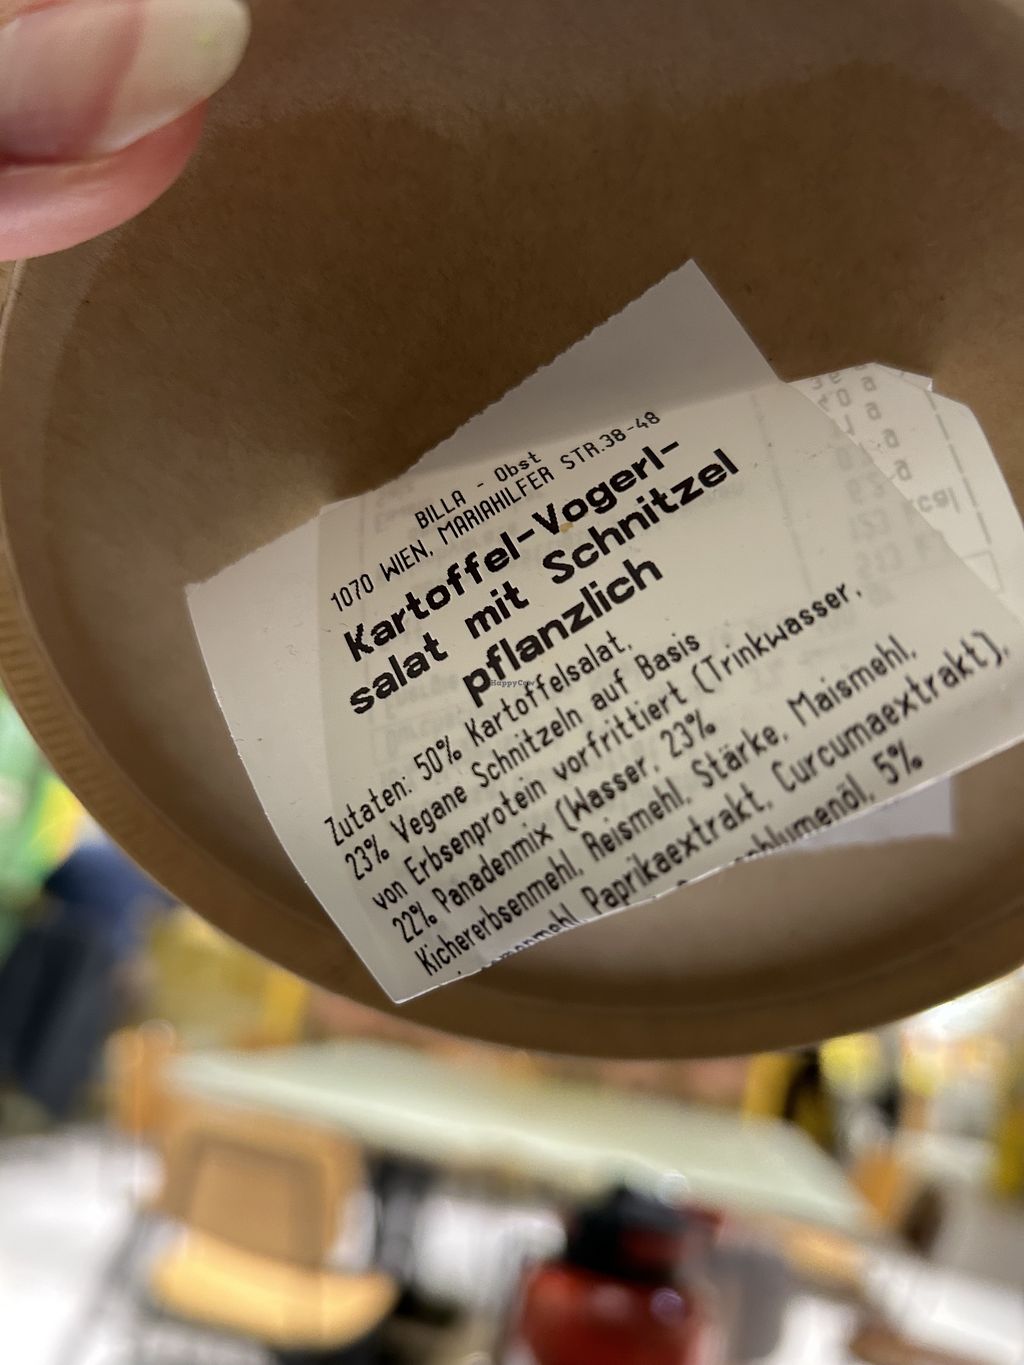 BILLA - Obst
1070 WIEN, MARIAHILFER STR.38-48
Kartoffel-Vogerl-
salat mit Schnitzel
pflanzlich
Zutaten: 50% Kartoffelsalat,
23% Vegane Schnitzeln auf Basis
von Erbsenprotein vorfrittiert (Trinkwasser,
22% Panadenmix (Wasser, 23%
Kichererbsenmehl, Reismehl, Stärke, Maismehl,
Paprikaextrakt, Curcumaextrakt),
5%
HappyCow